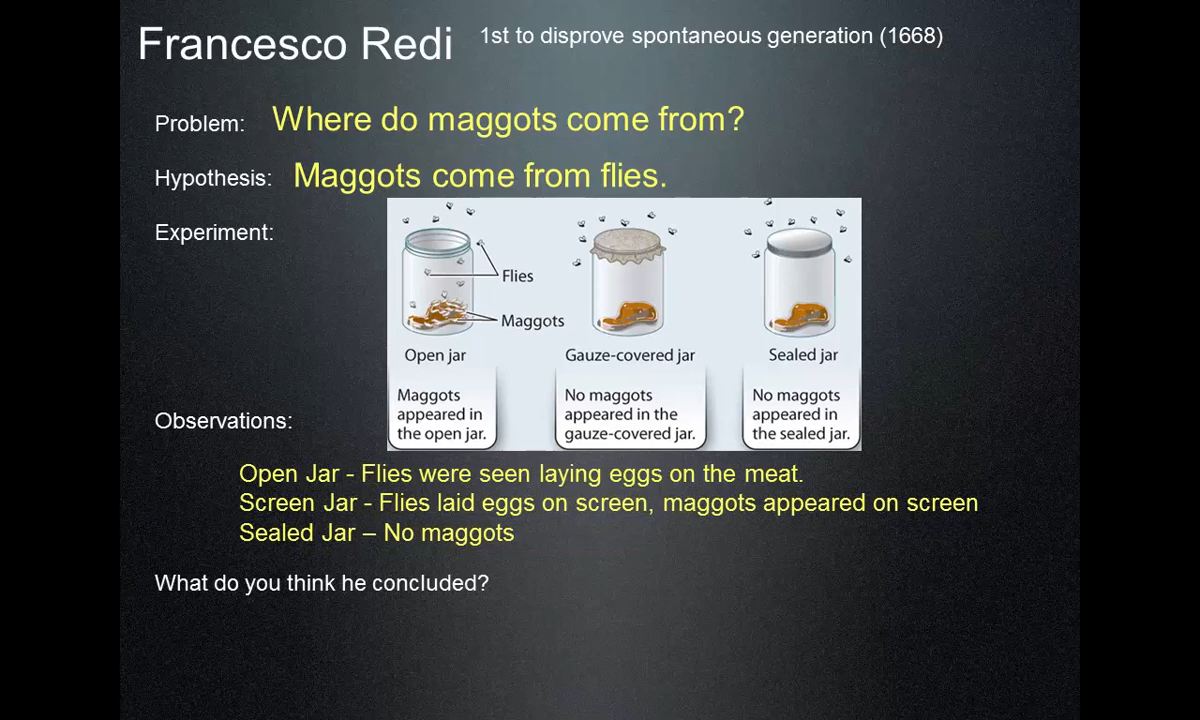 Francesco Redi 1st to disprove spontaneous generation (1668)
Problem: Where do maggots come from?
Hypothesis: Maggots come from flies.
Experiment:
Flies
Maggots
Open jar
Gauze-covered jar
Sealed jar
Maggots
appeared in
the open jar.
No maggots
appeared in the
gauze-covered jar.
No maggots
appeared in
the sealed jar.
Observations:
Open Jar - Flies were seen laying eggs on the meat.
Screen Jar - Flies laid eggs on screen, maggots appeared on screen
Sealed Jar – No maggots
What do you think he concluded?